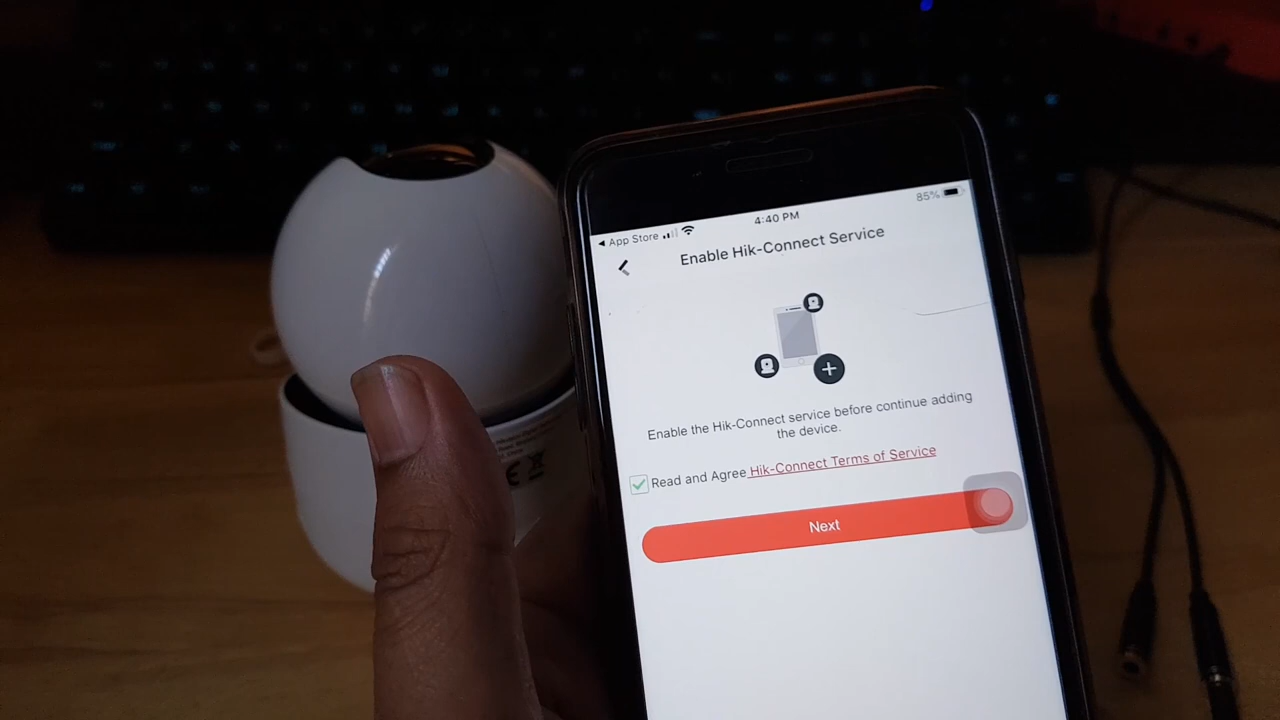 App Store
4:40 PM
85%
Enable Hik-Connect Service
Enable the Hik-Connect service before continue adding
the device.
Read and Agree Hik-Connect Terms of Service
Next
CE